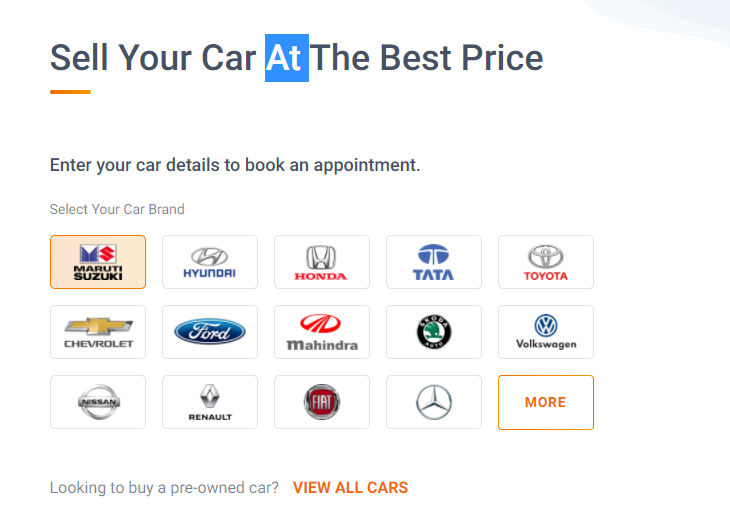 Sell Your Car At The Best Price
Enter your car details to book an appointment.
Select Your Car Brand
MARUTI
SUZUKI
HYUNDAI
HONDA
TATA
TOYOTA
CHEVROLET
Ford
Mahindra
SKODA
AUTO
Volkswagen
NISSAN
RENAULT
FIAT
MORE
Looking to buy a pre-owned car? VIEW ALL CARS